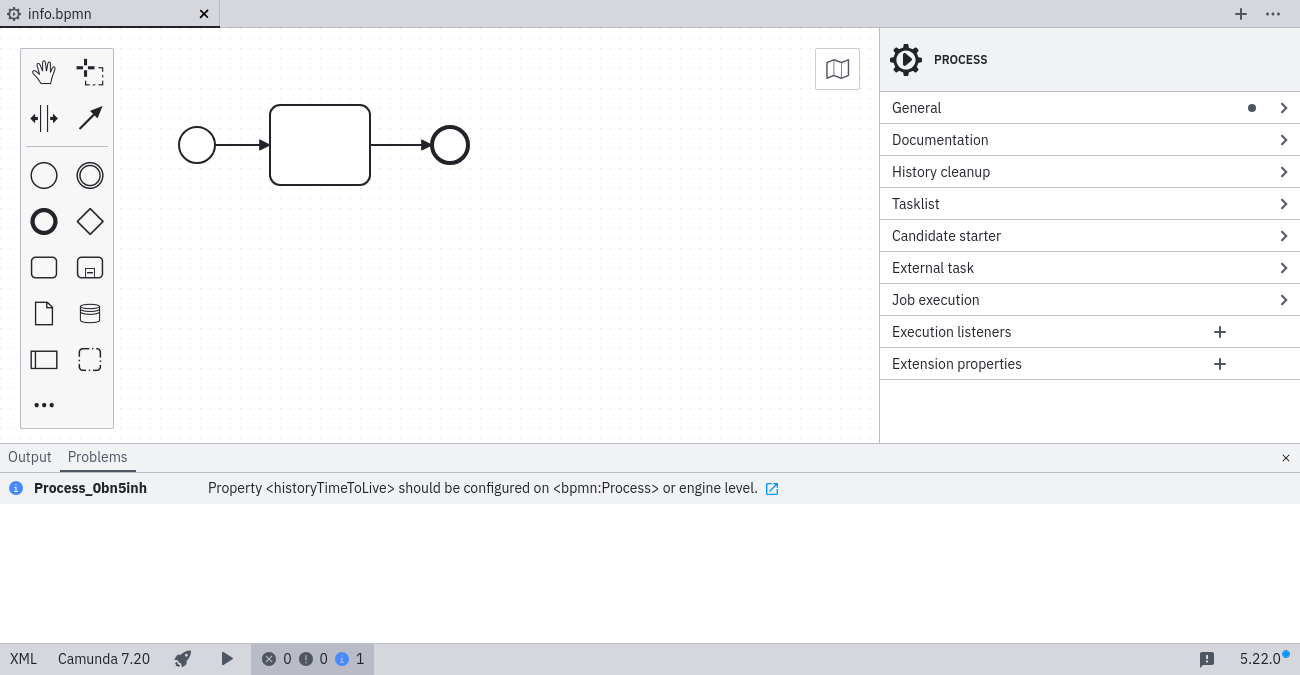 info.bpmn
PROCESS
General
Documentation
History cleanup
Tasklist
Candidate starter
External task
Job execution
Execution listeners
Extension properties
Output Problems
Process_0bn5inh Property <historyTimeToLive> should be configured on <bpmn:Process> or engine level.
XML Camunda 7.20 0 0 1 5.22.0